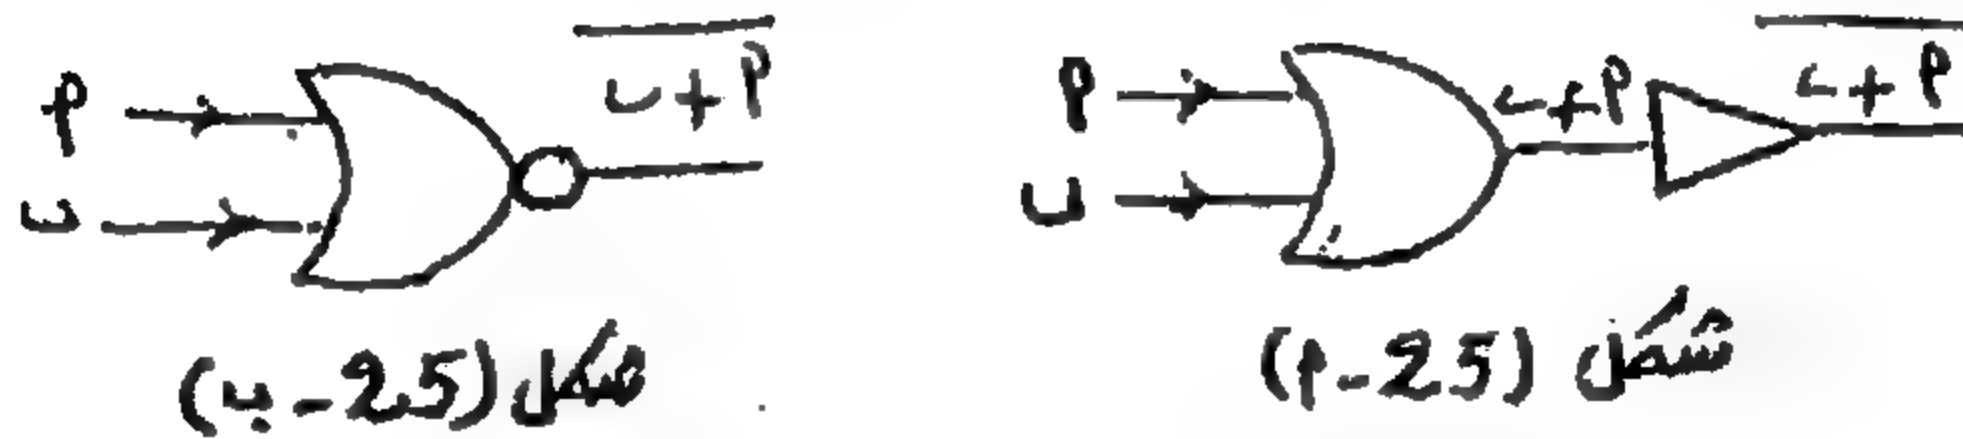 م + ں
م
م + ں
م + ں
ں
شكل (25-م)
م + ں
م
ں
شكل (25-ب)